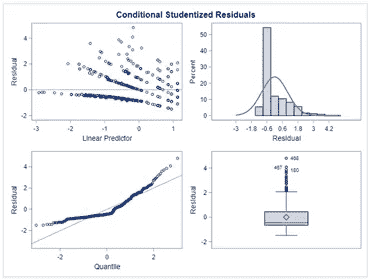 Conditional Studentized Residuals
Residual
4
2
0
-2
-3 -2 -1 0 1
Linear Predictor
Percent
50
40
30
20
10
0
-3 -1.8 -0.6 0.6 1.8 3 4.2
Residual
Residual
4
2
0
-2
-2 0 2
Quantile
Residual
4
2
0
-2
468
467 160